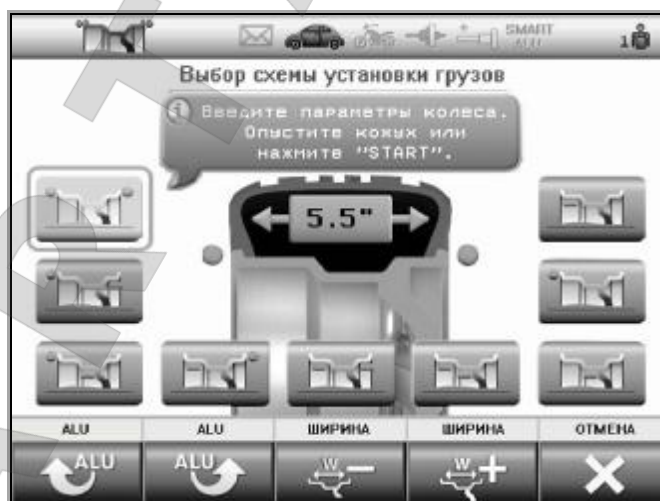 SMART
ALU
1
Выбор схемы установки грузов
i Введите параметры колеса.
Опустите кожух или
нажмите "START".
5.5"
ALU ALU ШИРИНА ШИРИНА ОТМЕНА
ALU ALU W W